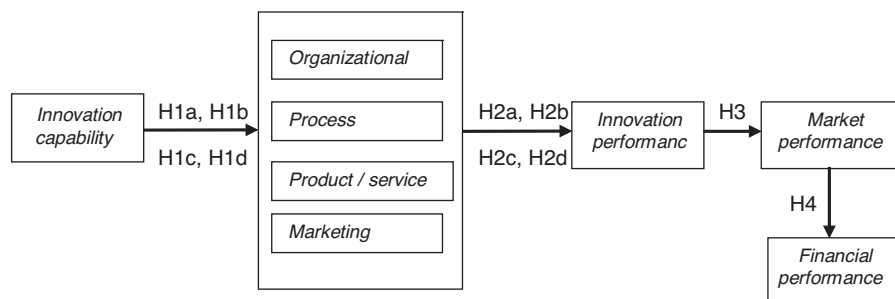 Innovation
capability
H1a, H1b
H1c, H1d
Organizational
Process
Product / service
Marketing
H2a, H2b
H2c, H2d
Innovation
performanc
H3
Market
performance
H4
Financial
performance